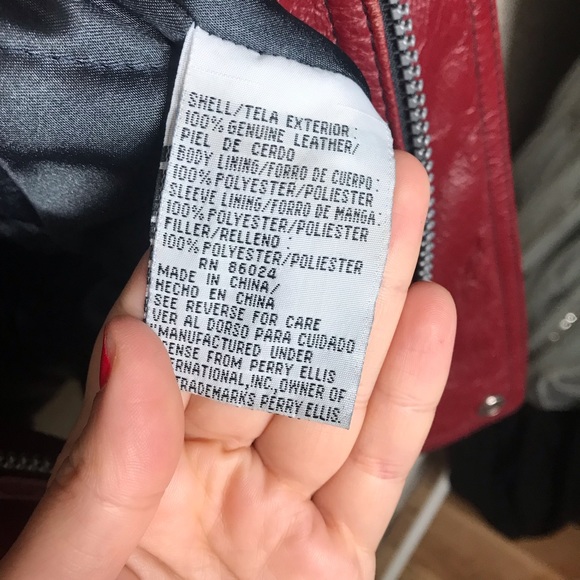 SHELL/TELA EXTERIOR:
100% GENUINE LEATHER/
PIEL DE CERDO
BODY LINING/FORRO DE CUERPO:
100% POLYESTER/POLIESTER
SLEEVE LINING/FORRO DE MANGA:
100% POLYESTER/POLIESTER
FILLER/RELLENO:
100% POLYESTER/POLIESTER
RN 86024
MADE IN CHINA/
HECHO EN CHINA
SEE REVERSE FOR CARE
VER AL DORSO PARA CUIDADO
MANUFACTURED UNDER
ENSE FROM PERRY ELLIS
ERNATIONAL,INC.,OWNER OF
TRADEMARKS PERRY ELLIS.